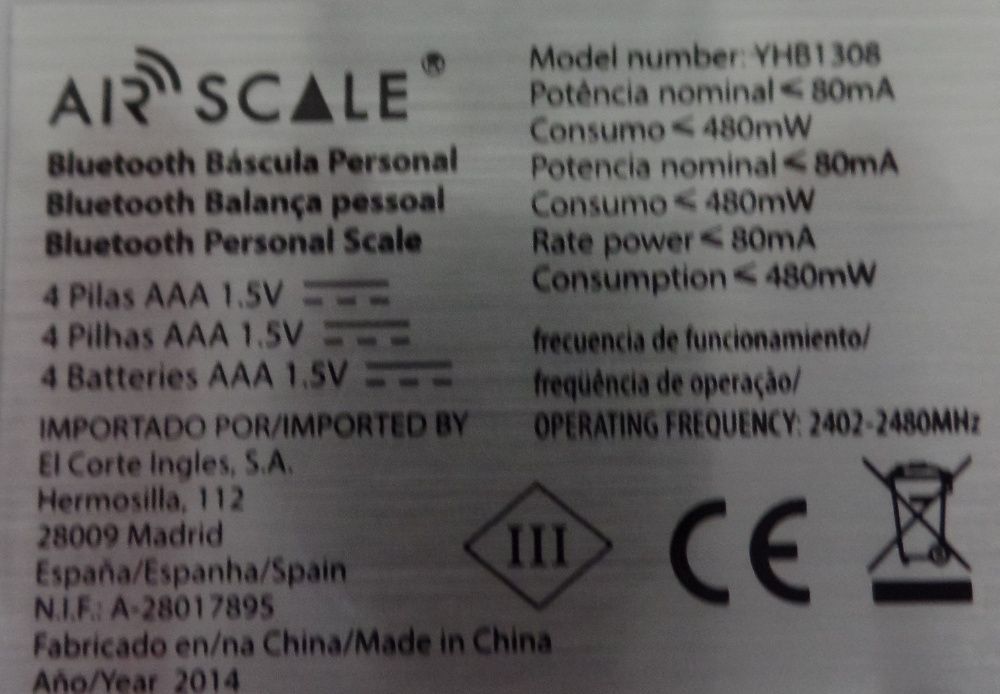 AIR SCALE ®
Bluetooth Báscula Personal
Bluetooth Balança pessoal
Bluetooth Personal Scale
4 Pilas AAA 1.5V
4 Pilhas AAA 1.5V
4 Batteries AAA 1.5V
IMPORTADO POR/IMPORTED BY
El Corte Ingles, S.A.
Hermosilla, 112
28009 Madrid
España/Espanha/Spain
N.I.F.: A-28017895
Fabricado en/na China/Made in China
Año/Year 2014
Model number: YHB1308
Potência nominal ≤ 80mA
Consumo ≤ 480mW
Potencia nominal ≤ 80mA
Consumo ≤ 480mW
Rate power ≤ 80mA
Consumption ≤ 480mW
frecuencia de funcionamiento/
freqüência de operação/
OPERATING FREQUENCY: 2402-2480MHz
III
CE